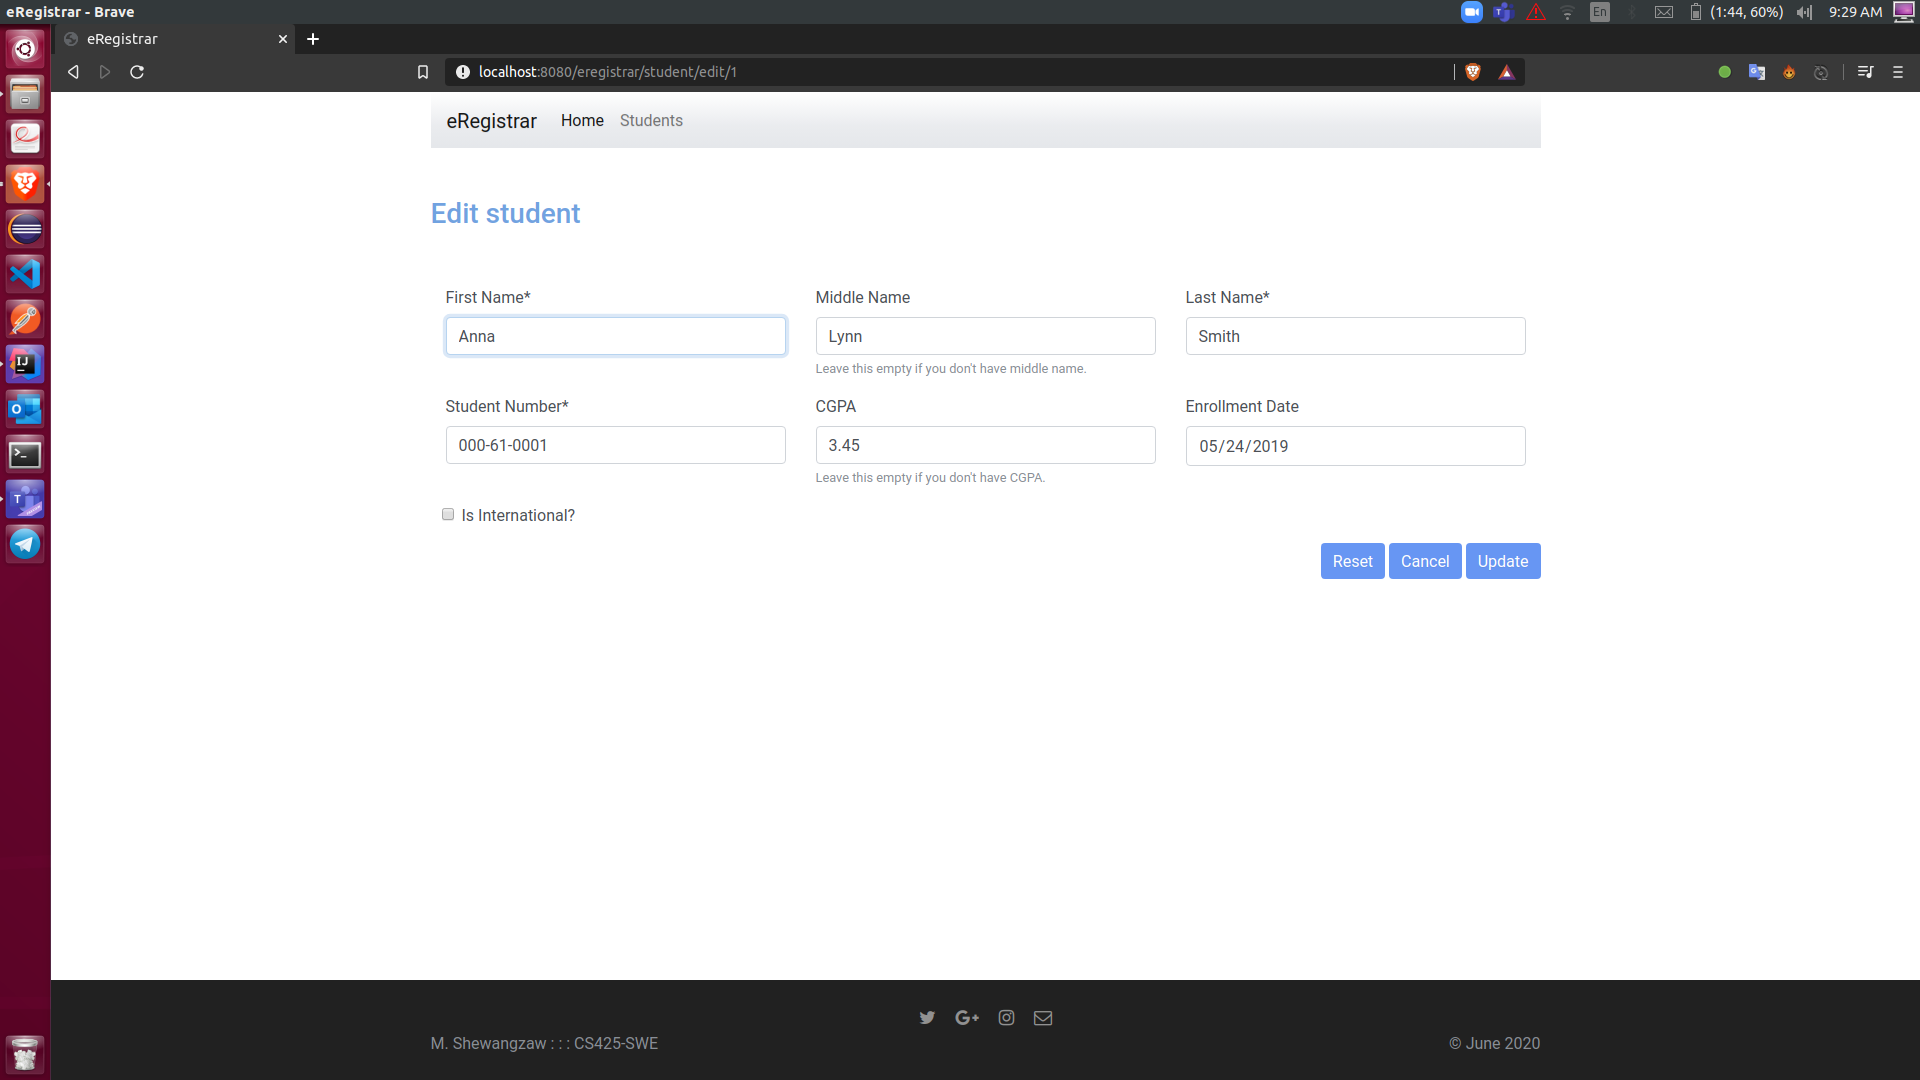 eRegistrar - Brave
En
(1:44, 60%)
9:29 AM
eRegistrar
localhost:8080/eregistrar/student/edit/1
eRegistrar Home Students
Edit student
First Name* Middle Name Last Name*
Anna Lynn Smith
Leave this empty if you don't have middle name.
Student Number* CGPA Enrollment Date
000-61-0001 3.45 05/24/2019
Leave this empty if you don't have CGPA.
Is International?
Reset Cancel Update
M. Shewangzaw : : : CS425-SWE
© June 2020